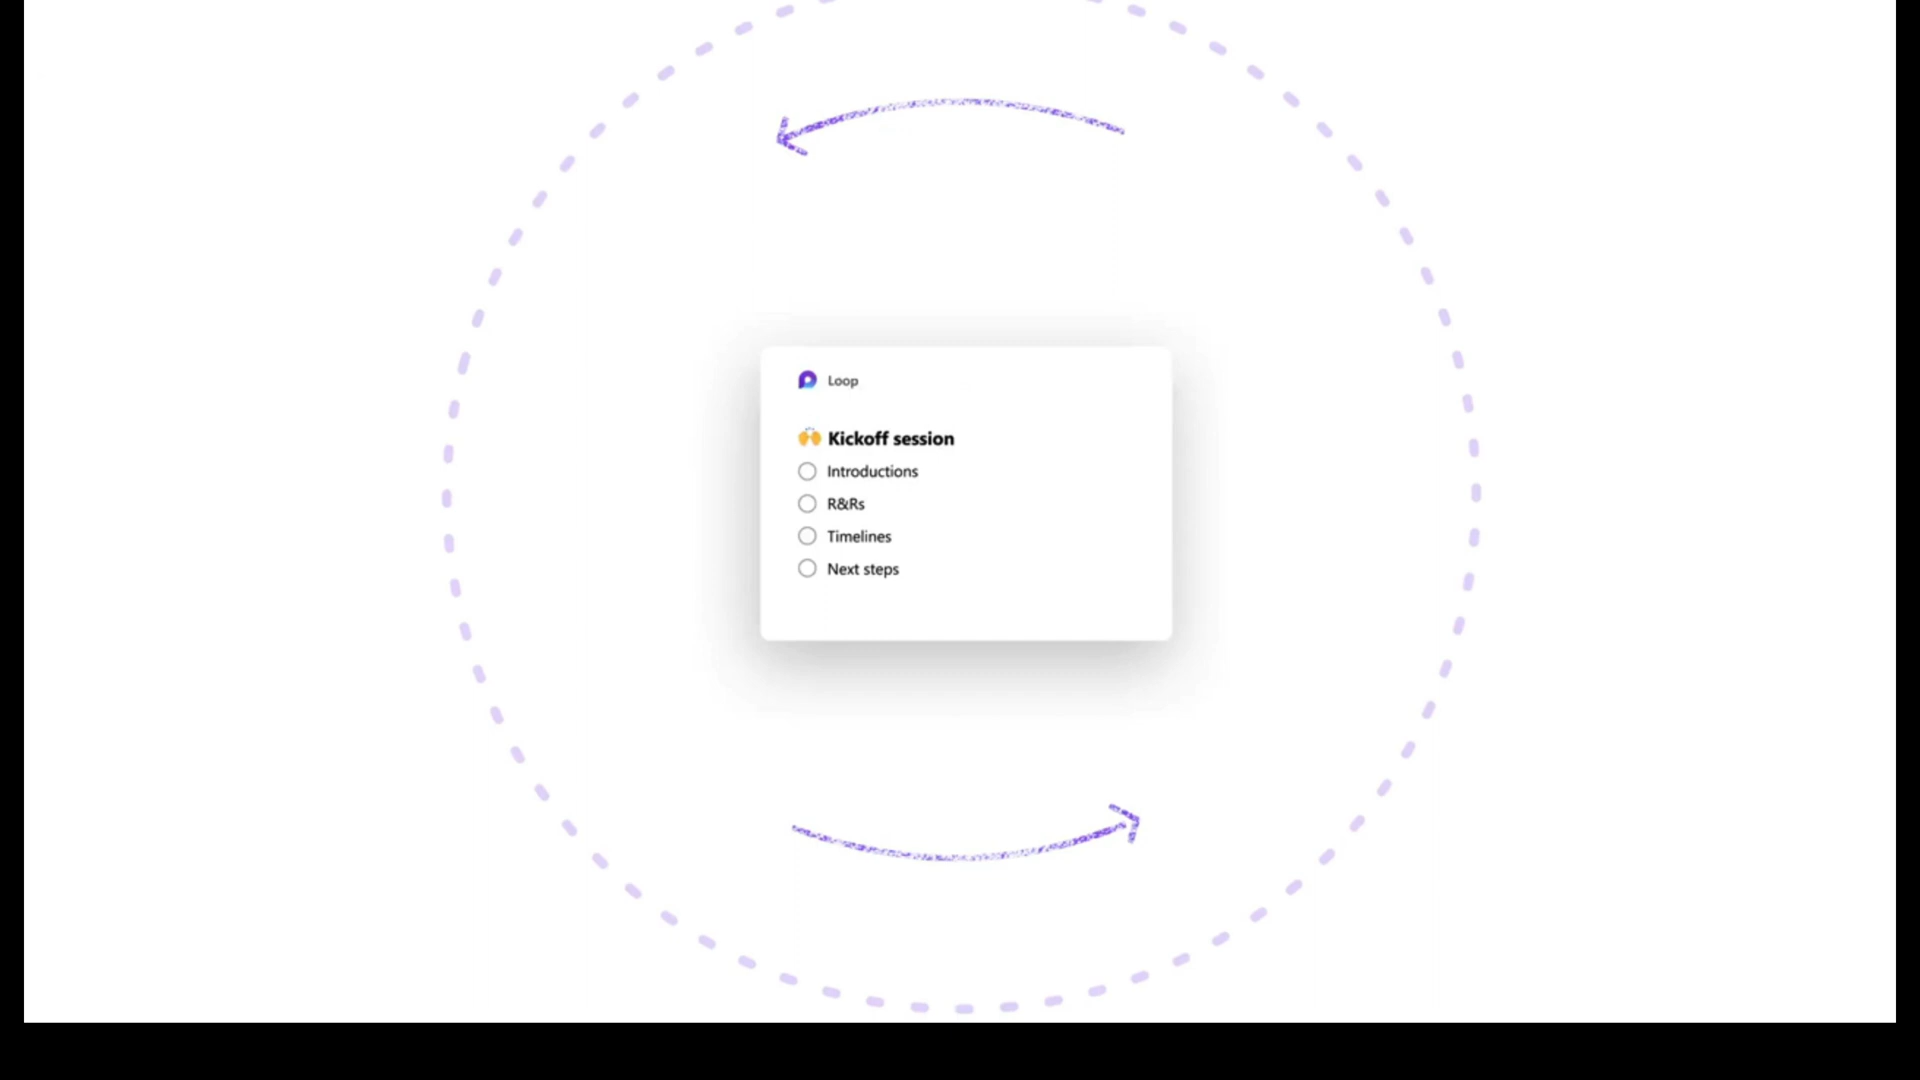 Loop
🙌 Kickoff session
Introductions
R&Rs
Timelines
Next steps